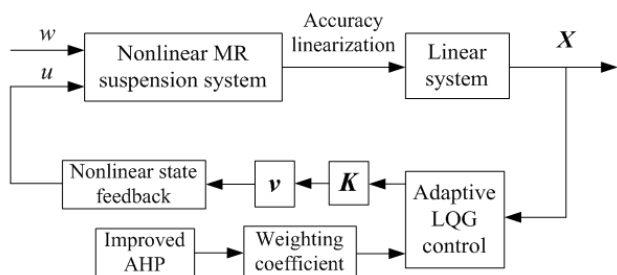 w
u
Nonlinear MR
suspension system
Accuracy
linearization
Linear
system
X
Nonlinear state
feedback
v
K
Adaptive
LQG
control
Improved
AHP
Weighting
coefficient